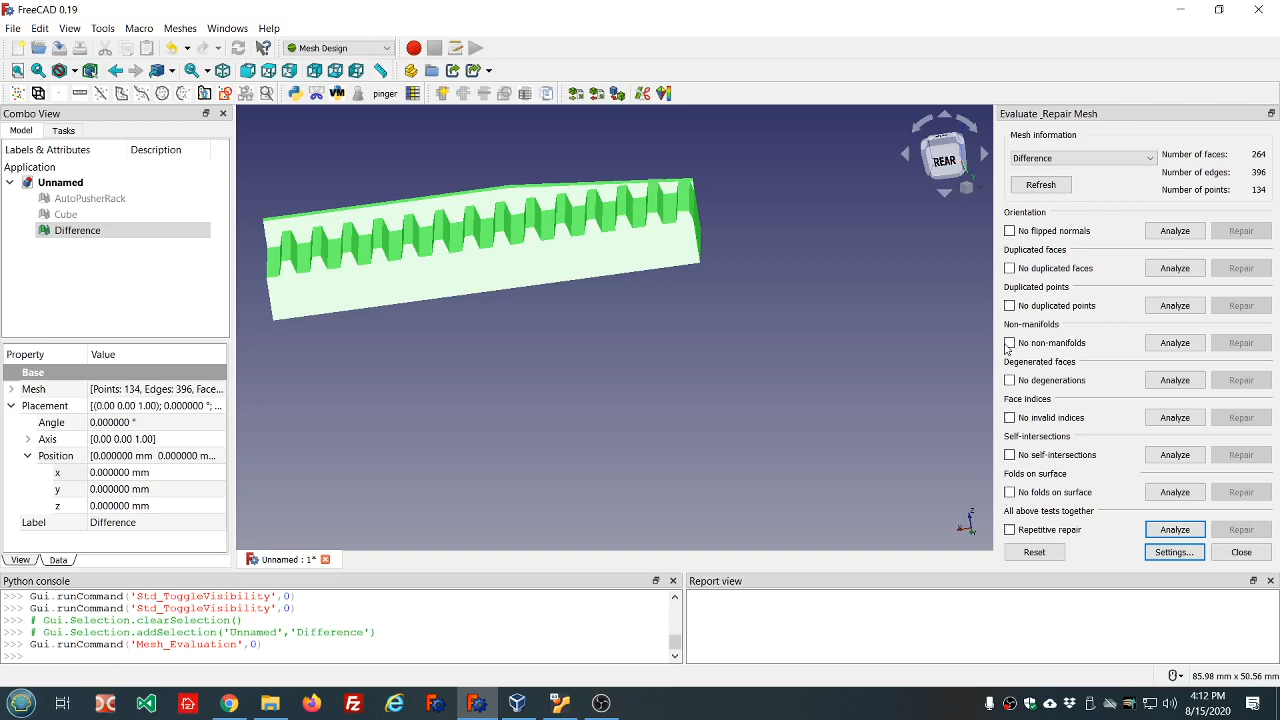 FreeCAD 0.19
File Edit View Tools Macro Meshes Windows Help
Mesh Design
pinger
Combo View
Model Tasks
Labels & Attributes Description
Application
Unnamed
AutoPusherRack
Cube
Difference
Property Value
Base
Mesh [Points: 134, Edges: 396, Face...
Placement [(0.00 0.00 1.00); 0.000000 °; ...
Angle 0.000000 °
Axis [0.00 0.00 1.00]
Position [0.000000 mm 0.000000 m...
x 0.000000 mm
y 0.000000 mm
z 0.000000 mm
Label Difference
View Data
REAR
Unnamed : 1*
Evaluate _Repair Mesh
Mesh information
Difference
Number of faces: 264
Number of edges: 396
Refresh
Number of points: 134
Orientation
No flipped normals Analyze Repair
Duplicated faces
No duplicated faces Analyze Repair
Duplicated points
No duplicated points Analyze Repair
Non-manifolds
No non-manifolds Analyze Repair
Degenerated faces
No degenerations Analyze Repair
Face indices
No invalid indices Analyze Repair
Self-intersections
No self-intersections Analyze Repair
Folds on surface
No folds on surface Analyze Repair
All above tests together
Repetitive repair Analyze Repair
Reset Settings... Close
Python console
>>> Gui.runCommand('Std_ToggleVisibility',0)
>>> Gui.runCommand('Std_ToggleVisibility',0)
>>> # Gui.Selection.clearSelection()
>>> # Gui.Selection.addSelection('Unnamed','Difference')
>>> Gui.runCommand('Mesh_Evaluation',0)
>>>
Report view
85.98 mm x 50.56 mm
4:12 PM
8/15/2020